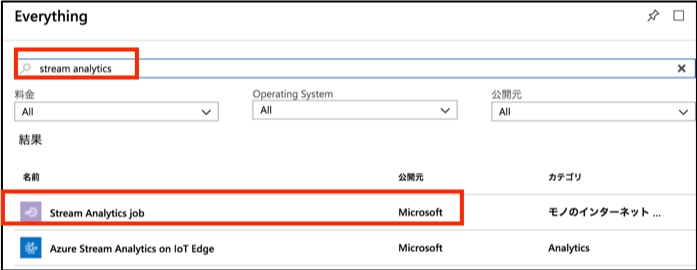 Everything
stream analytics
料金 Operating System 公開元
All All All
結果
名前 公開元 カテゴリ
Stream Analytics job Microsoft モノのインターネット ...
Azure Stream Analytics on IoT Edge Microsoft Analytics